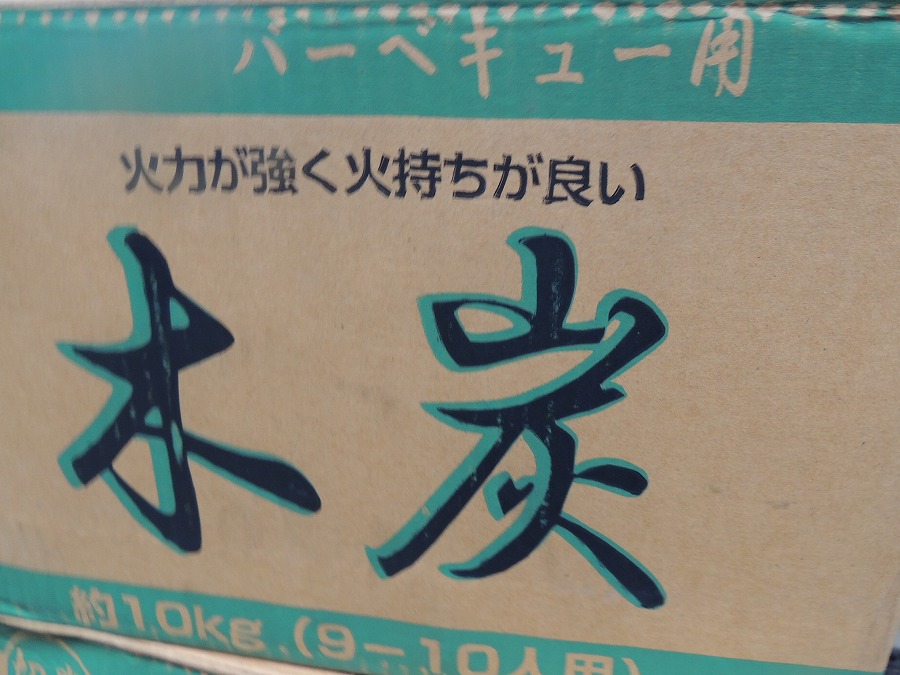 バーベキュー用
火力が強く火持ちが良い
木炭
約10kg（9−10人用）